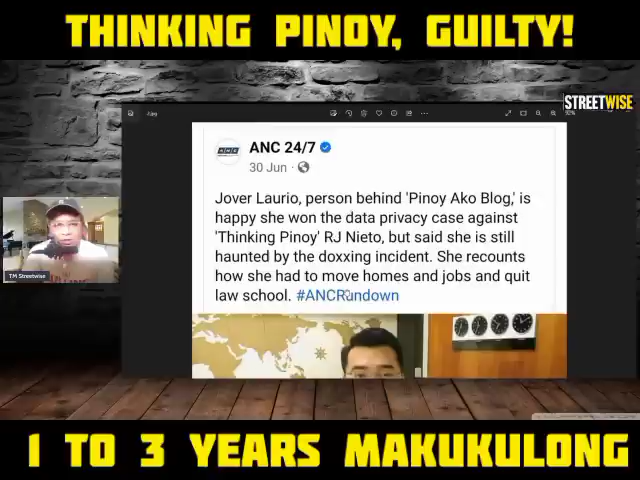 THINKING PINOY, GUILTY!
STREETWISE
ANC 24/7
30 Jun ·
Jover Laurio, person behind 'Pinoy Ako Blog,' is
happy she won the data privacy case against
'Thinking Pinoy' RJ Nieto, but said she is still
haunted by the doxxing incident. She recounts
how she had to move homes and jobs and quit
law school. #ANCRundown
TM Streetwise
1 TO 3 YEARS MAKUKULONG